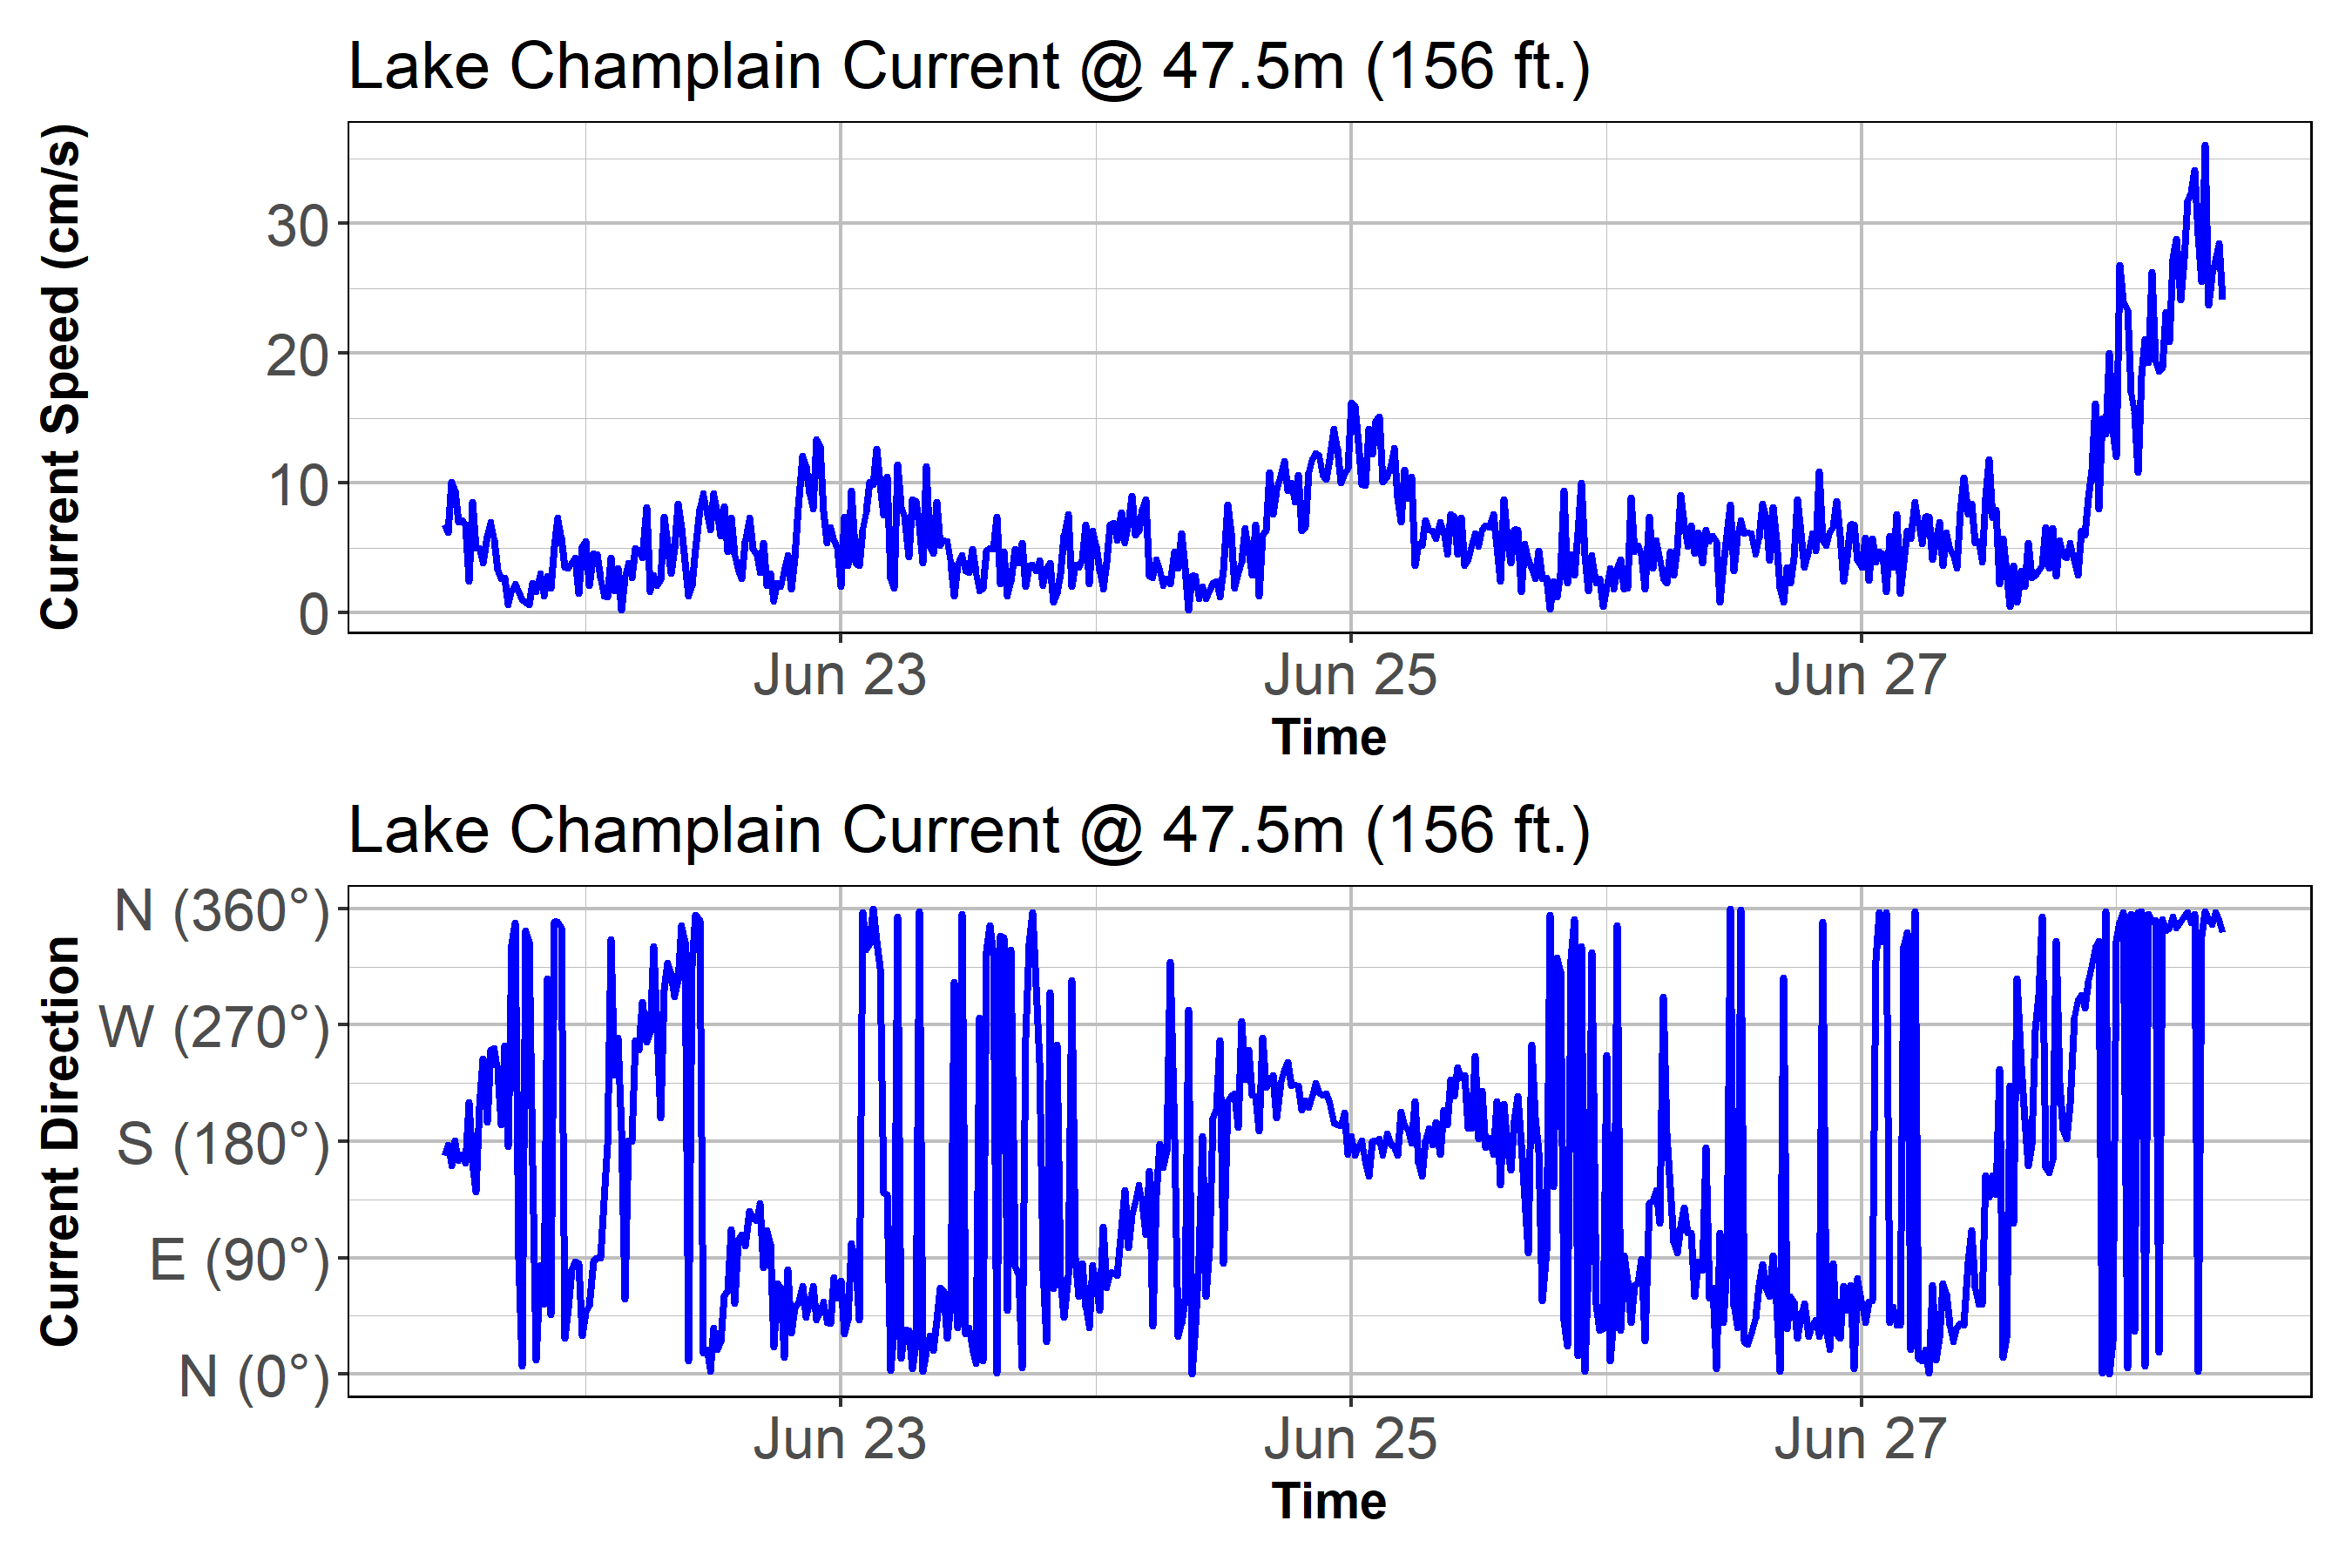 Lake Champlain Current @ 47.5m (156 ft.)
Current Speed (cm/s)
30
20
10
0
Jun 23 Jun 25 Jun 27
Time
Lake Champlain Current @ 47.5m (156 ft.)
Current Direction
N (360°)
W (270°)
S (180°)
E (90°)
N (0°)
Jun 23 Jun 25 Jun 27
Time